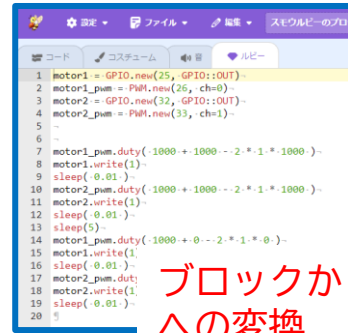 設定 ▾ ファイル ▾ 編集 ▾ スモウルビーのプロ
コード コスチューム 音 ルビー
1 motor1 = GPIO.new(25, GPIO::OUT)
2 motor1_pwm = PWM.new(26, ch=0)
3 motor2 = GPIO.new(32, GPIO::OUT)
4 motor2_pwm = PWM.new(33, ch=1)
5
6
7 motor1_pwm.duty( 1000 + 1000 - 2 * 1 * 1000 )
8 motor1.write(1)
9 sleep( 0.01 )
10 motor2_pwm.duty( 1000 + 1000 - 2 * 1 * 1000 )
11 motor2.write(1)
12 sleep( 0.01 )
13 sleep(5)
14 motor1_pwm.duty( 1000 + 0 - 2 * 1 * 0 )
15 motor1.write(1
16 sleep( 0.01 )
17 motor2_pwm.dut
18 motor2.write(1
19 sleep( 0.01 )
20
ブロックか
への変換